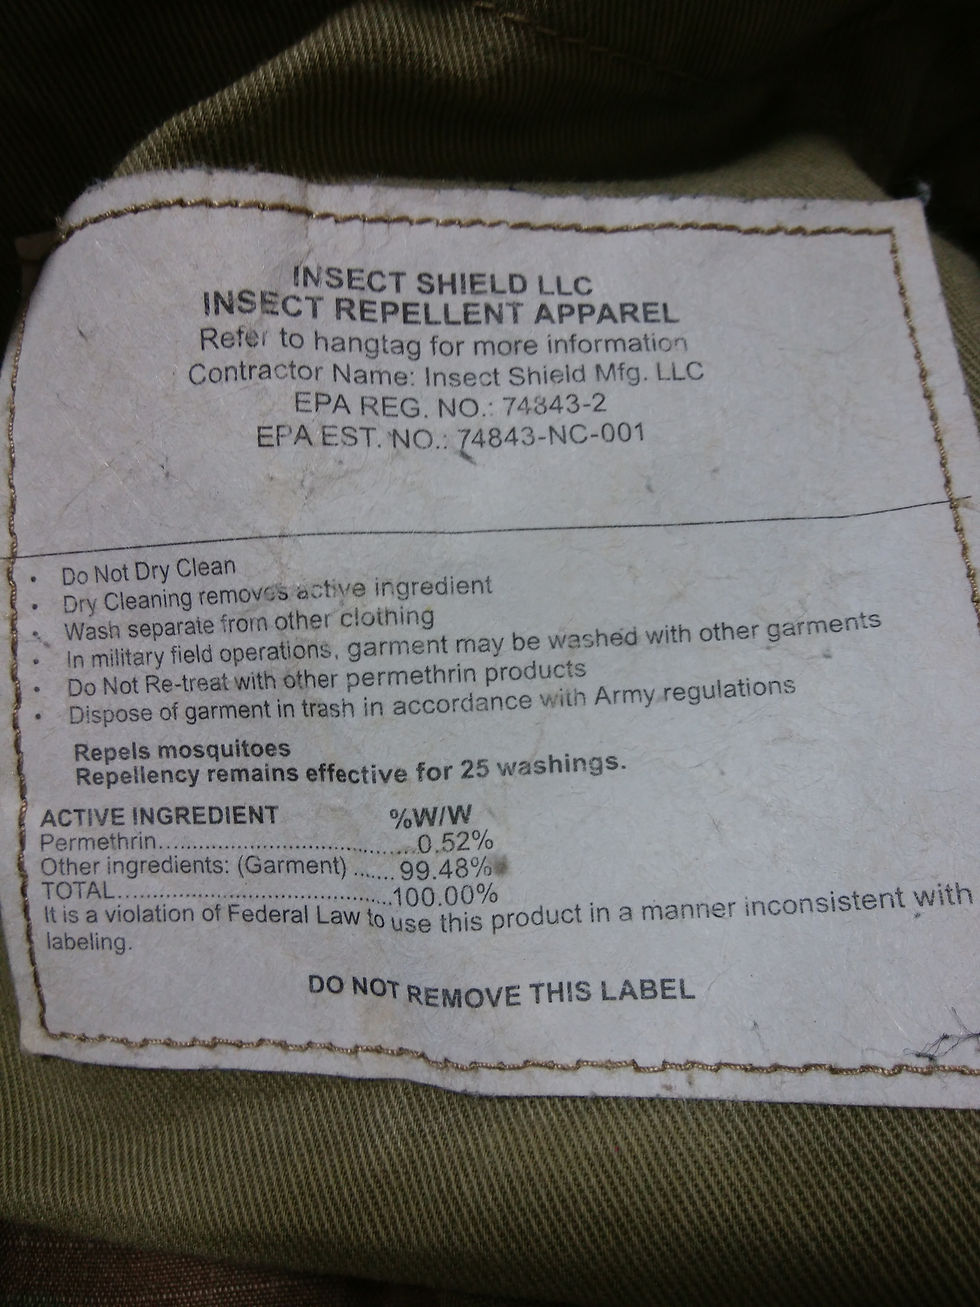 INSECT SHIELD LLC
INSECT REPELLENT APPAREL
Refer to hangtag for more information
Contractor Name: Insect Shield Mfg. LLC
EPA REG. NO.: 74843-2
EPA EST. NO.: 74843-NC-001
• Do Not Dry Clean
• Dry Cleaning removes active ingredient
• Wash separate from other clothing
• In military field operations, garment may be washed with other garments
• Do Not Re-treat with other permethrin products
• Dispose of garment in trash in accordance with Army regulations
Repels mosquitoes
Repellency remains effective for 25 washings.
ACTIVE INGREDIENT %W/W
Permethrin........................................0.52%
Other ingredients: (Garment) ......99.48%
TOTAL.............................................100.00%
It is a violation of Federal Law to use this product in a manner inconsistent with
labeling.
DO NOT REMOVE THIS LABEL